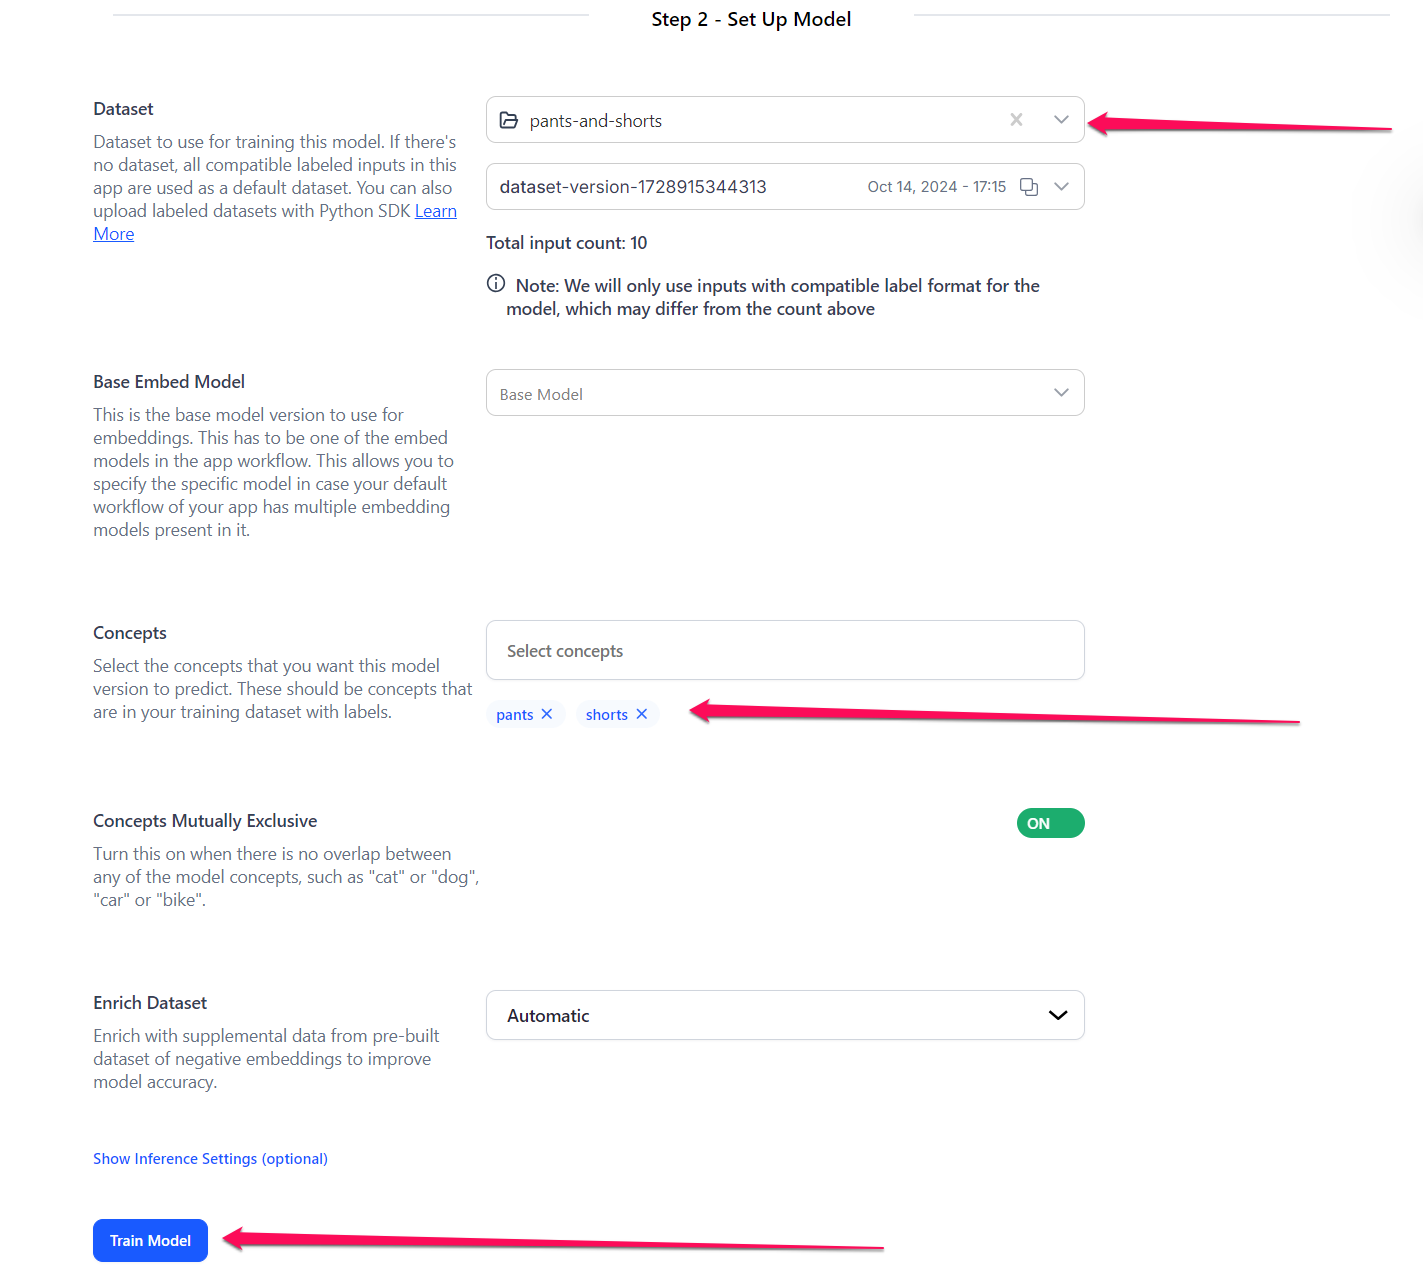 Step 2 - Set Up Model
Dataset
Dataset to use for training this model. If there's
no dataset, all compatible labeled inputs in this
app are used as a default dataset. You can also
upload labeled datasets with Python SDK Learn
More
pants-and-shorts
dataset-version-1728915344313 Oct 14, 2024 - 17:15
Total input count: 10
Note: We will only use inputs with compatible label format for the
model, which may differ from the count above
Base Embed Model
This is the base model version to use for
embeddings. This has to be one of the embed
models in the app workflow. This allows you to
specify the specific model in case your default
workflow of your app has multiple embedding
models present in it.
Base Model
Concepts
Select the concepts that you want this model
version to predict. These should be concepts that
are in your training dataset with labels.
Select concepts
pants shorts
Concepts Mutually Exclusive
Turn this on when there is no overlap between
any of the model concepts, such as "cat" or "dog",
"car" or "bike".
ON
Enrich Dataset
Enrich with supplemental data from pre-built
dataset of negative embeddings to improve
model accuracy.
Automatic
Show Inference Settings (optional)
Train Model